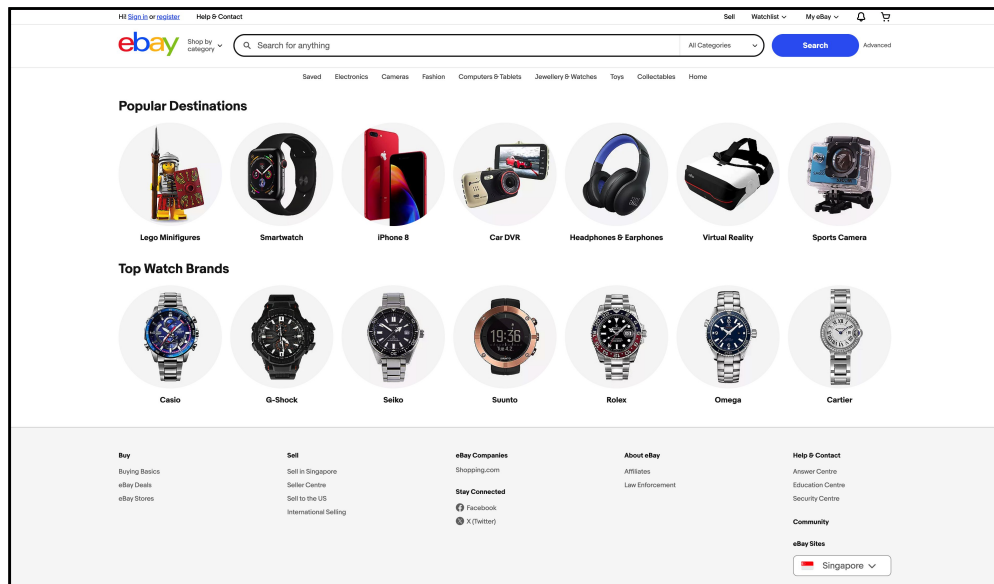 Hi! Sign in or register Help & Contact Sell Watchlist My eBay
ebay Shop by category Search for anything All Categories Search Advanced
Saved Electronics Cameras Fashion Computers & Tablets Jewellery & Watches Toys Collectables Home
Popular Destinations
Lego Minifigures Smartwatch iPhone 8 Car DVR Headphones & Earphones Virtual Reality Sports Camera
Top Watch Brands
19:36
Casio G-Shock Seiko Suunto Rolex Omega Cartier
Buy
Buying Basics
eBay Deals
eBay Stores
Sell
Sell in Singapore
Seller Centre
Sell to the US
International Selling
eBay Companies
Shopping.com
Stay Connected
Facebook
X (Twitter)
About eBay
Affiliates
Law Enforcement
Help & Contact
Answer Centre
Education Centre
Security Centre
Community
eBay Sites
Singapore